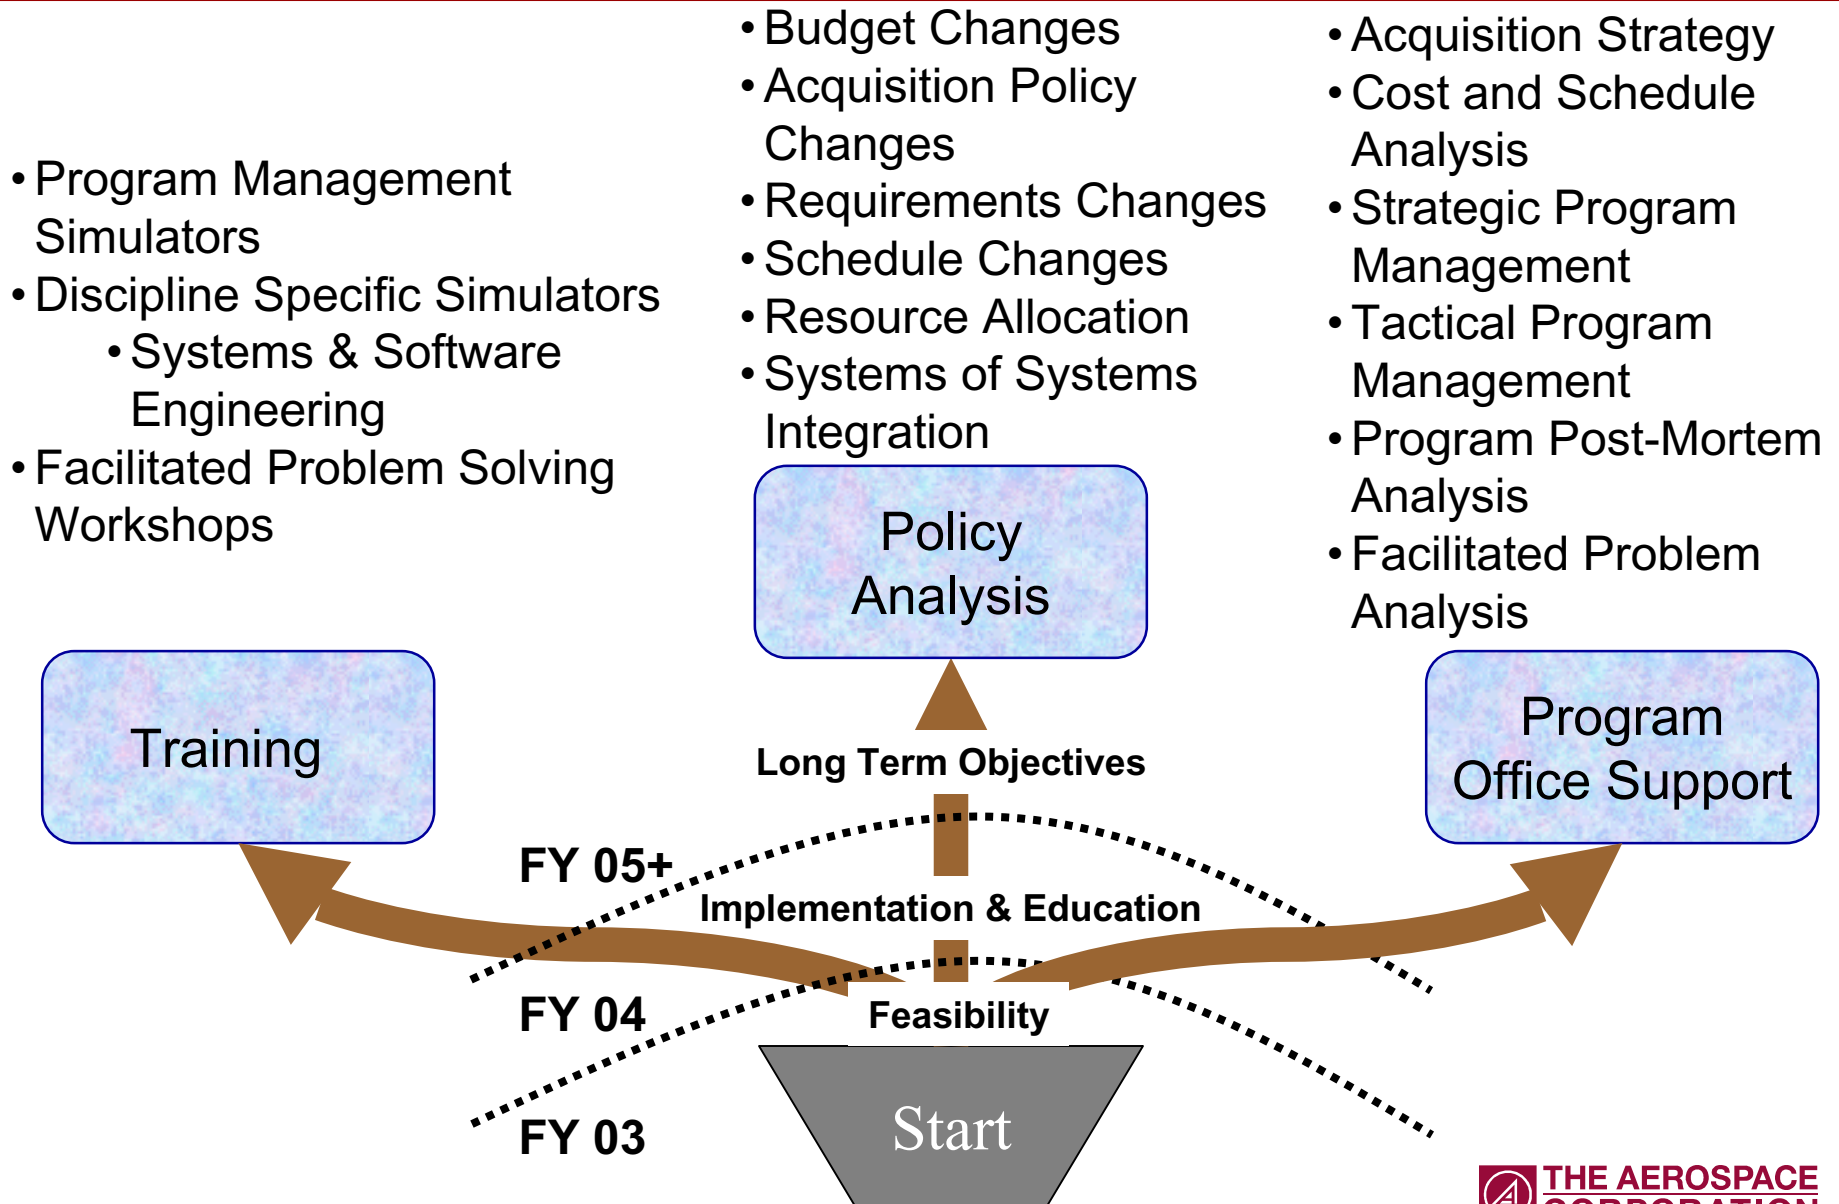 • Program Management
Simulators
• Discipline Specific Simulators
• Systems & Software
Engineering
• Facilitated Problem Solving
Workshops
• Budget Changes
• Acquisition Policy
Changes
• Requirements Changes
• Schedule Changes
• Resource Allocation
• Systems of Systems
Integration
• Acquisition Strategy
• Cost and Schedule
Analysis
• Strategic Program
Management
• Tactical Program
Management
• Program Post-Mortem
Analysis
• Facilitated Problem
Analysis
Training
Policy
Analysis
Program
Office Support
Long Term Objectives
FY 05+
Implementation & Education
FY 04
Feasibility
FY 03
Start
THE AEROSPACE
CORPORATION